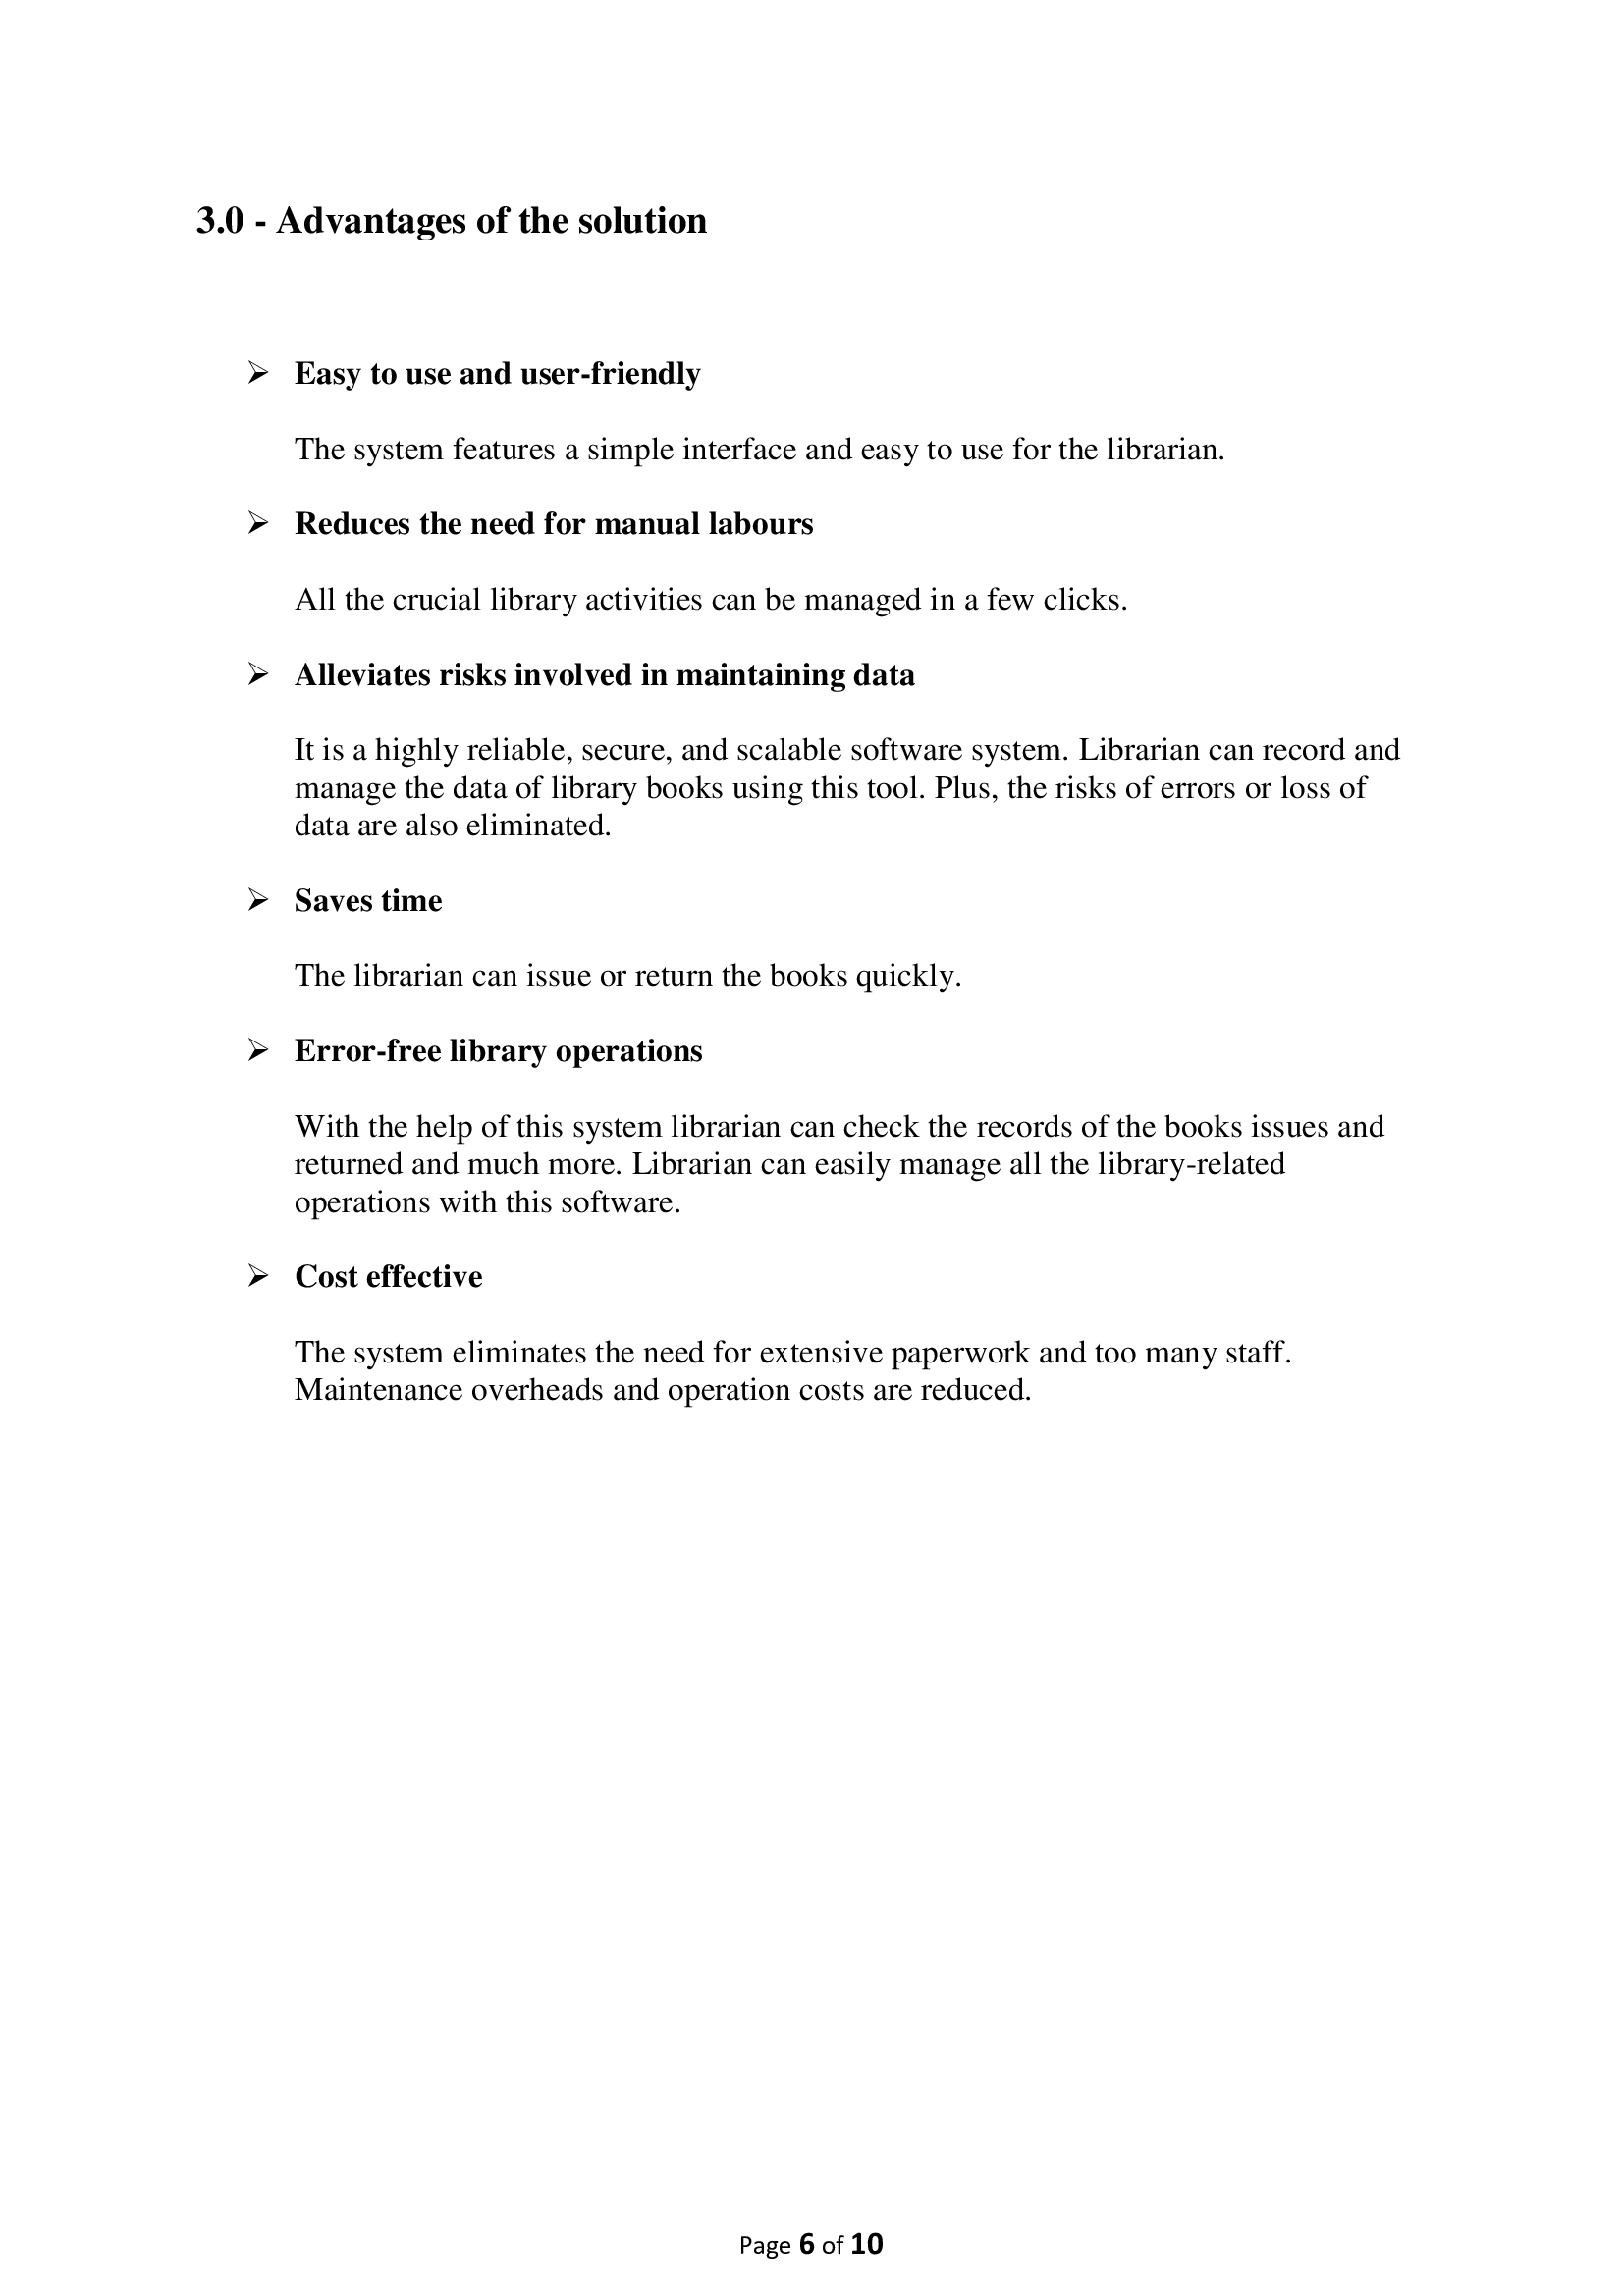 3.0 - Advantages of the solution
➢ Easy to use and user-friendly
The system features a simple interface and easy to use for the librarian.
➢ Reduces the need for manual labours
All the crucial library activities can be managed in a few clicks.
➢ Alleviates risks involved in maintaining data
It is a highly reliable, secure, and scalable software system. Librarian can record and
manage the data of library books using this tool. Plus, the risks of errors or loss of
data are also eliminated.
➢ Saves time
The librarian can issue or return the books quickly.
➢ Error-free library operations
With the help of this system librarian can check the records of the books issues and
returned and much more. Librarian can easily manage all the library-related
operations with this software.
➢ Cost effective
The system eliminates the need for extensive paperwork and too many staff.
Maintenance overheads and operation costs are reduced.
Page 6 of 10